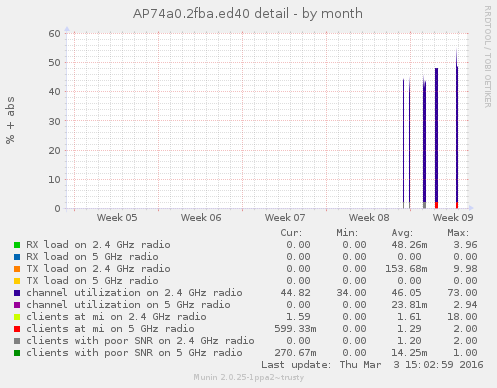 AP74a0.2fba.ed40 detail - by month
RRDTOOL / TOBI OETIKER
% + abs
60
50
40
30
20
10
0
Week 05 Week 06 Week 07 Week 08 Week 09
Cur: Min: Avg: Max:
RX load on 2.4 GHz radio 0.00 0.00 48.26m 3.96
RX load on 5 GHz radio 0.00 0.00 0.00 0.00
TX load on 2.4 GHz radio 0.00 0.00 153.68m 9.98
TX load on 5 GHz radio 0.00 0.00 0.00 0.00
channel utilization on 2.4 GHz radio 44.82 34.00 46.05 73.00
channel utilization on 5 GHz radio 0.00 0.00 23.81m 2.94
clients at mi on 2.4 GHz radio 1.59 0.00 1.61 18.00
clients at mi on 5 GHz radio 599.33m 0.00 1.29 2.00
clients with poor SNR on 2.4 GHz radio 0.00 0.00 1.20 2.00
clients with poor SNR on 5 GHz radio 270.67m 0.00 14.25m 1.00
Last update: Thu Mar 3 15:02:59 2016
Munin 2.0.25-1ppa2~trusty